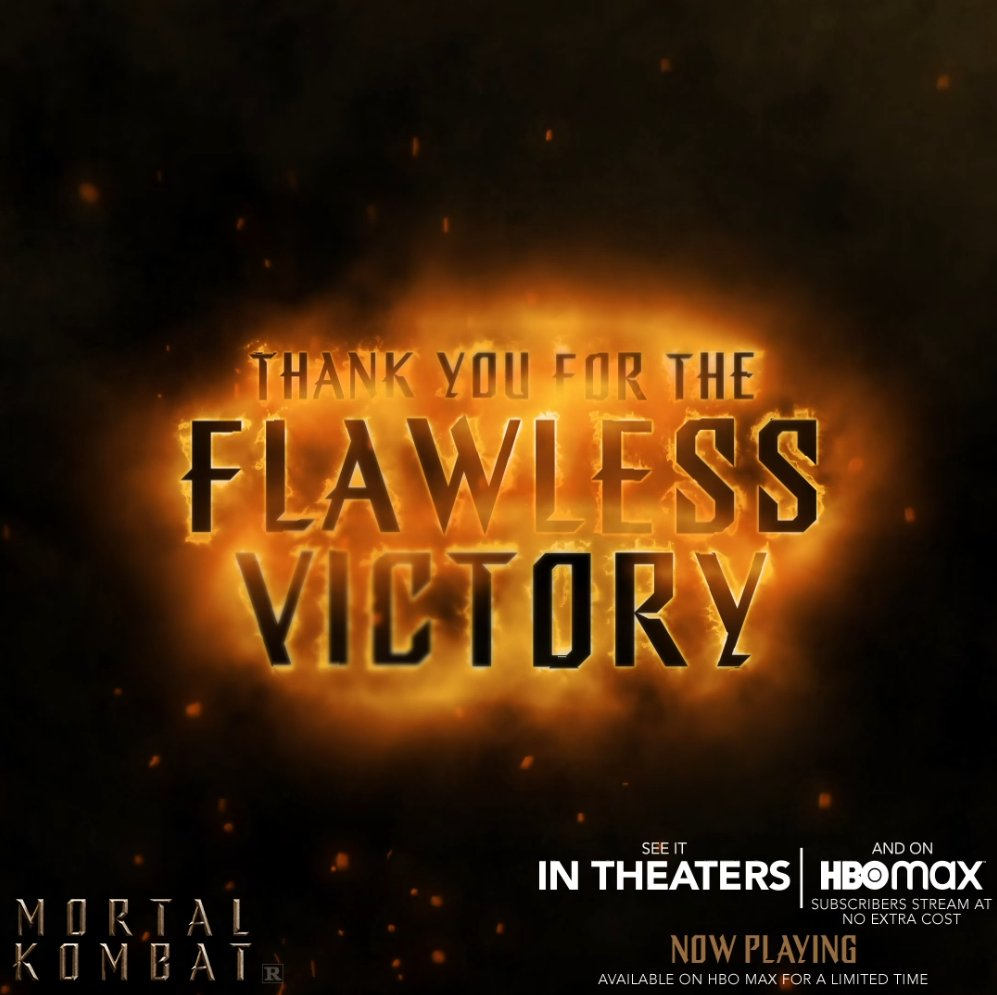 THANK YOU FOR THE
FLAWLESS
VICTORY
SEE IT
IN THEATERS
AND ON
HBOMAX
SUBSCRIBERS STREAM AT
NO EXTRA COST
NOW PLAYING
AVAILABLE ON HBO MAX FOR A LIMITED TIME
MORTAL
KOMBAT R